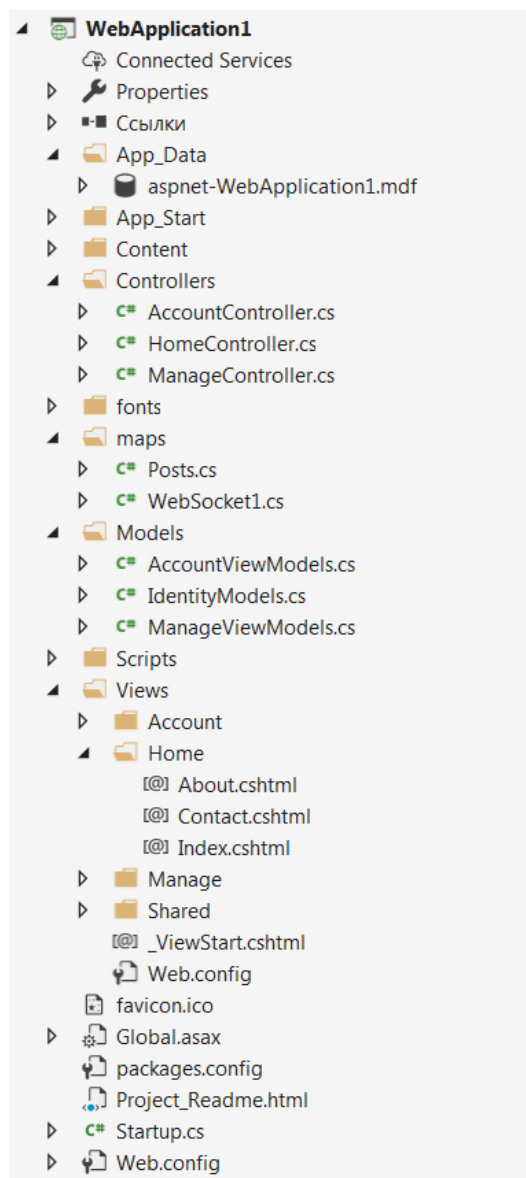 WebApplication1
Connected Services
Properties
Ссылки
App_Data
aspnet-WebApplication1.mdf
App_Start
Content
Controllers
C# AccountController.cs
C# HomeController.cs
C# ManageController.cs
fonts
maps
C# Posts.cs
C# WebSocket1.cs
Models
C# AccountViewModels.cs
C# IdentityModels.cs
C# ManageViewModels.cs
Scripts
Views
Account
Home
[@] About.cshtml
[@] Contact.cshtml
[@] Index.cshtml
Manage
Shared
[@] _ViewStart.cshtml
Web.config
favicon.ico
Global.asax
packages.config
Project_Readme.html
C# Startup.cs
Web.config